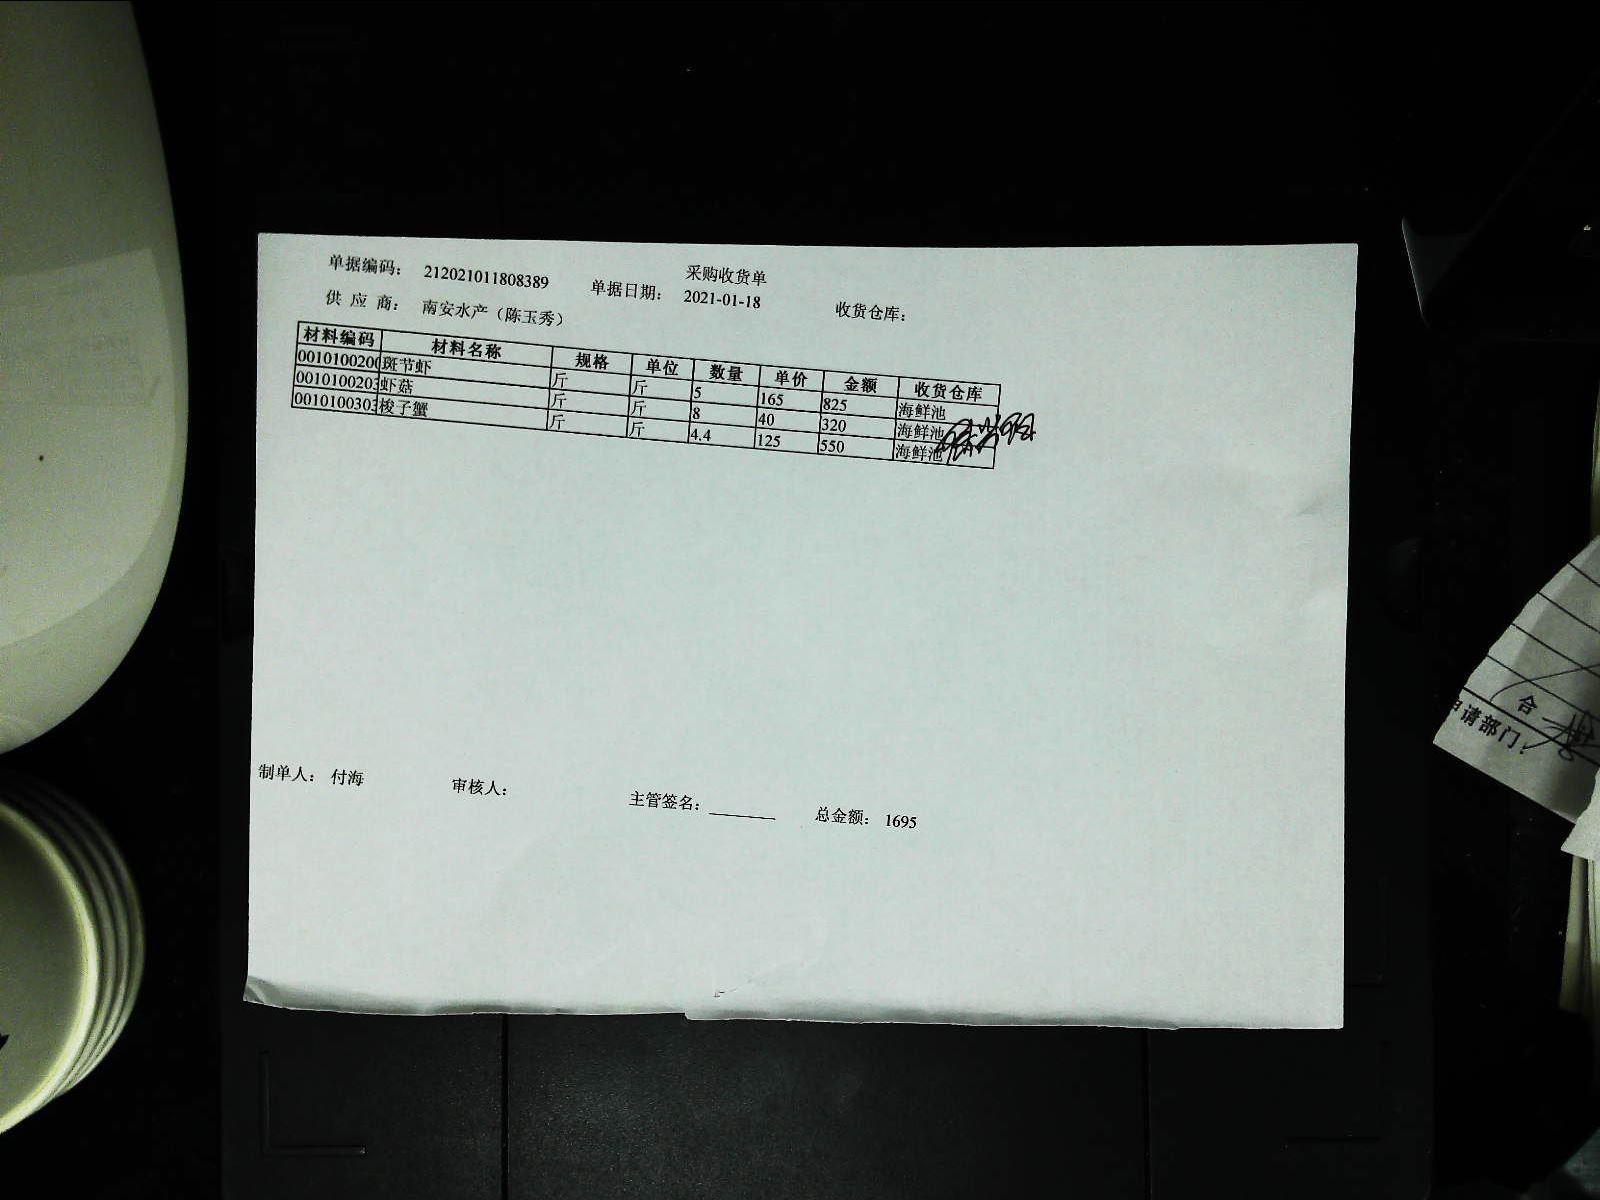 采购收货单
单据编码: 212021011808389 单据日期: 2021-01-18 收货仓库:
供 应 商: 南安水产（陈玉秀）
材料编码 材料名称 规格 单位 数量 单价 金额 收货仓库
0010100200 斑节虾 斤 斤 5 165 825 海鲜池
0010100203 虾菇 斤 斤 8 40 320 海鲜池
0010100303 梭子蟹 斤 斤 4.4 125 550 海鲜池
制单人: 付海 审核人: 主管签名: 总金额: 1695
合
申请部门: